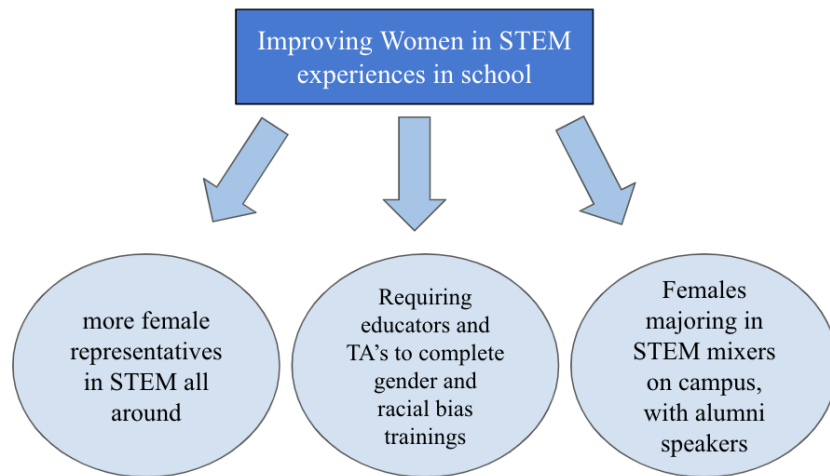 Improving Women in STEM
experiences in school
more female
representatives
in STEM all
around
Requiring
educators and
TA's to complete
gender and
racial bias
trainings
Females
majoring in
STEM mixers
on campus,
with alumni
speakers